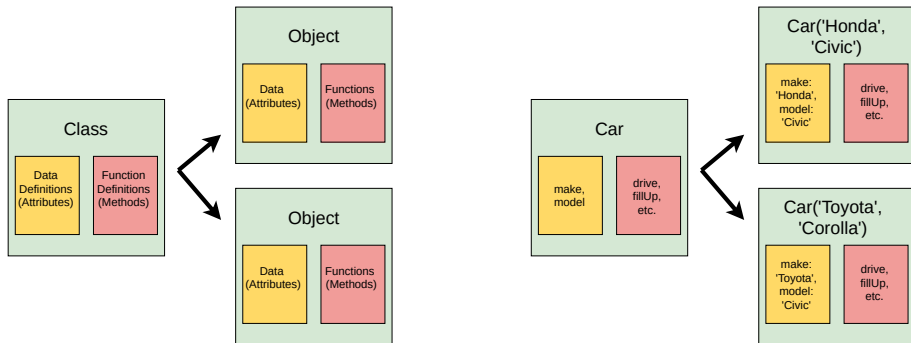 Class
Data
Definitions
(Attributes)
Function
Definitions
(Methods)
Object
Data
(Attributes)
Functions
(Methods)
Object
Data
(Attributes)
Functions
(Methods)
Car
make,
model
drive,
fillUp,
etc.
Car('Honda',
'Civic')
make:
'Honda',
model:
'Civic'
drive,
fillUp,
etc.
Car('Toyota',
'Corolla')
make:
'Toyota',
model:
'Civic'
drive,
fillUp,
etc.